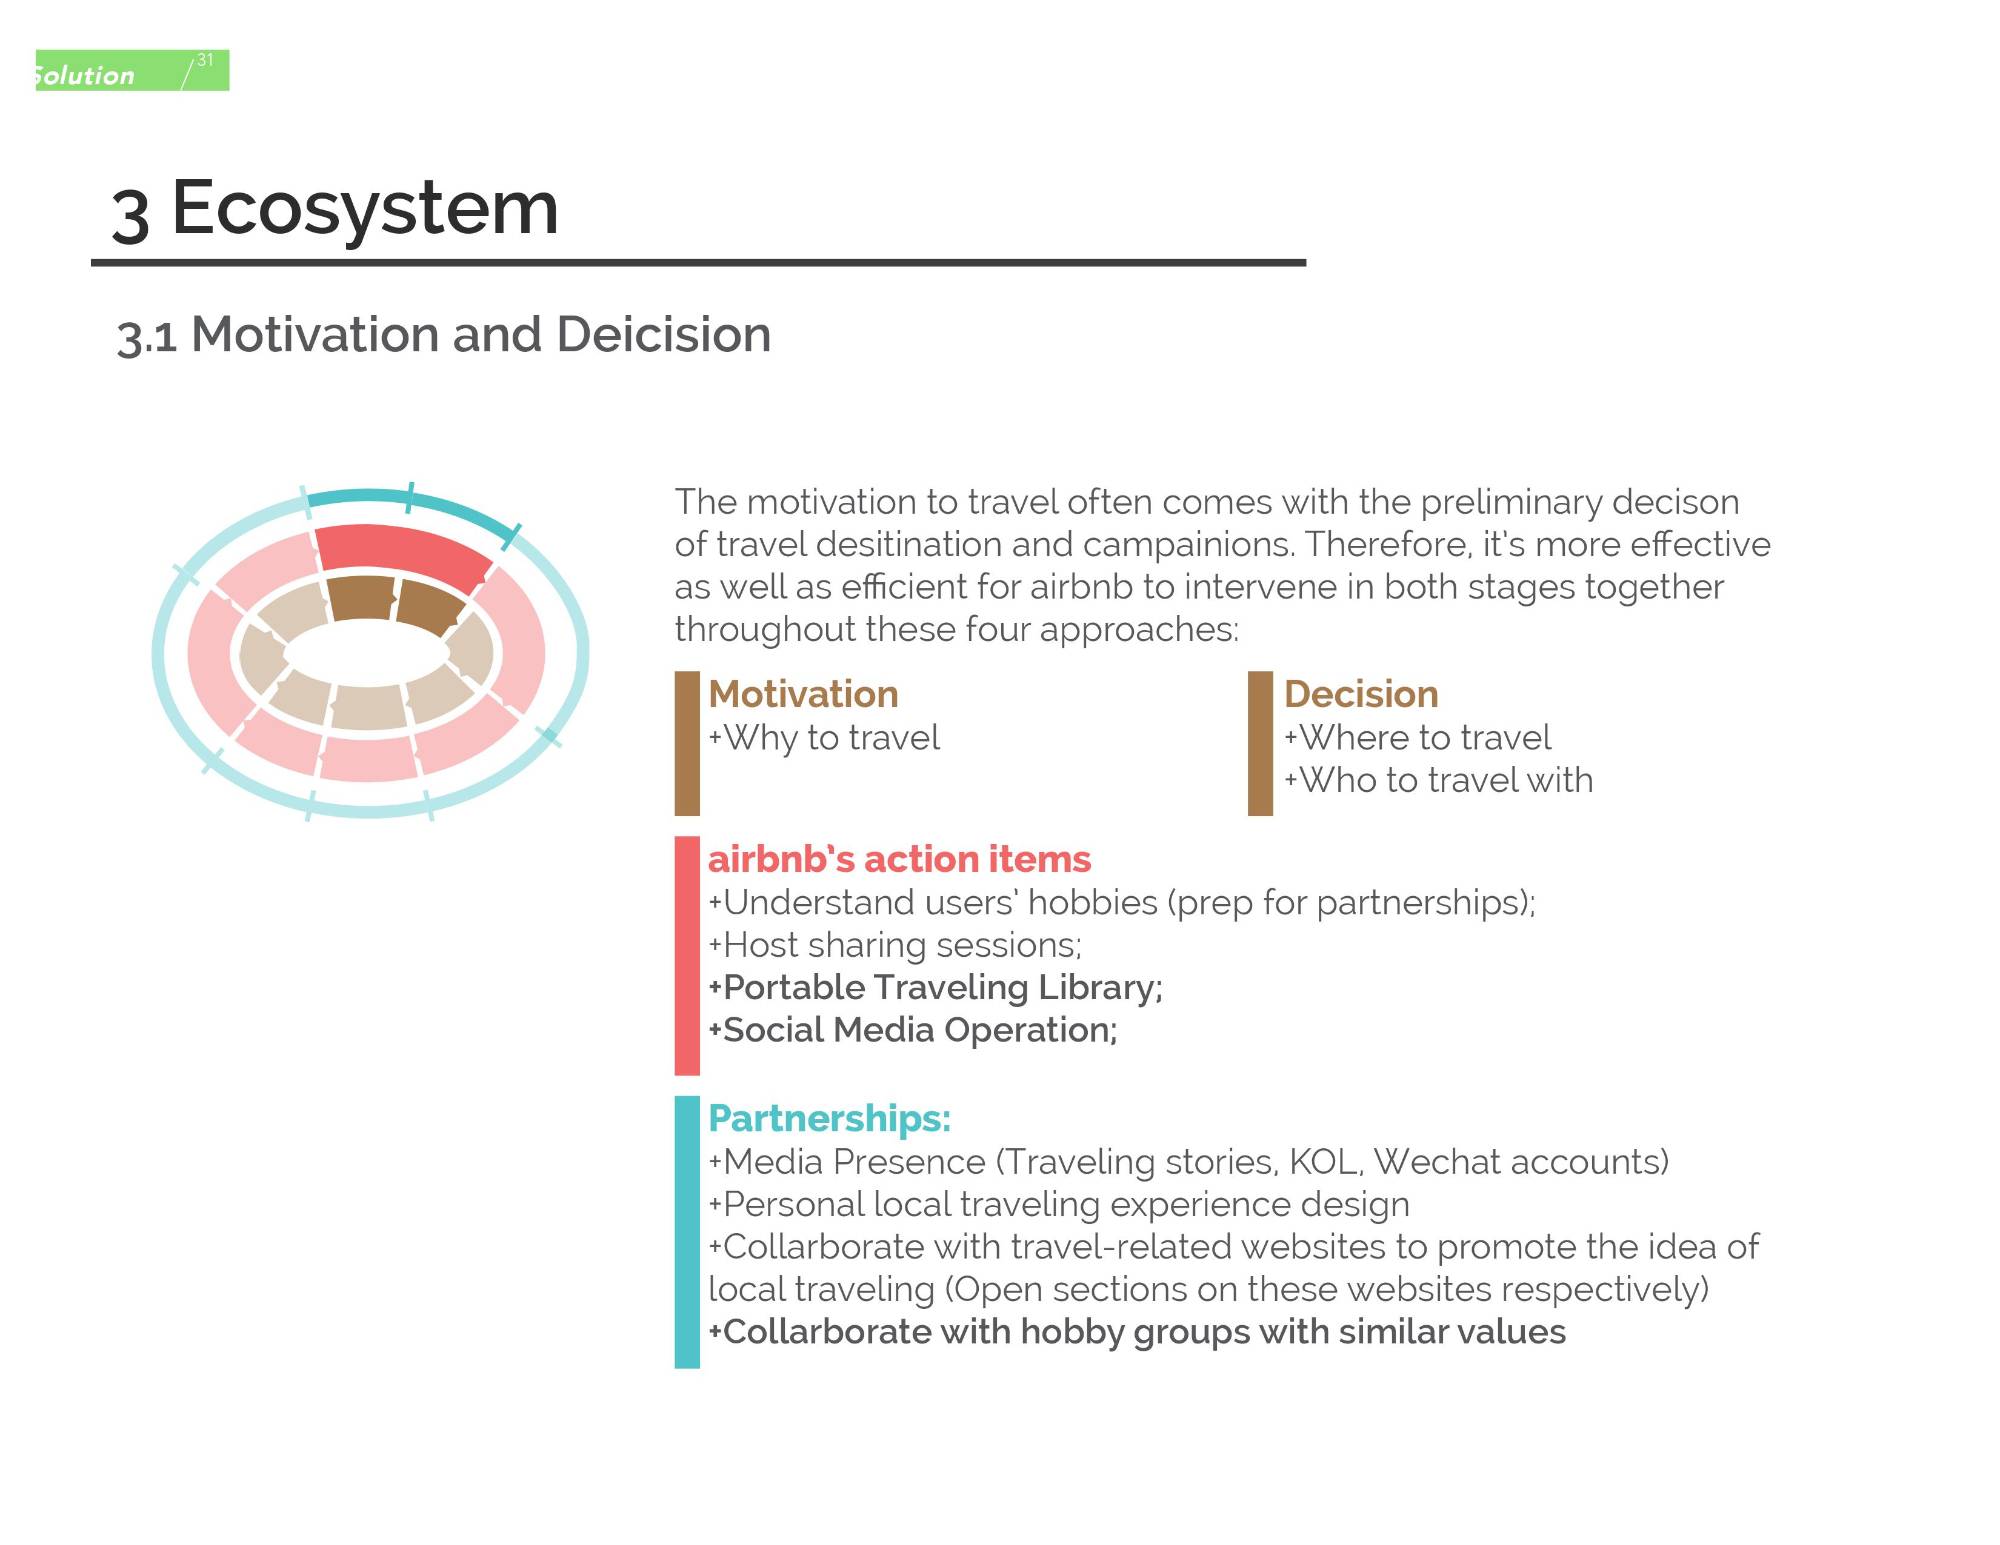 Solution
31
3 Ecosystem
3.1 Motivation and Deicision
The motivation to travel often comes with the preliminary decison
of travel desitination and campainions. Therefore, it's more effective
as well as efficient for airbnb to intervene in both stages together
throughout these four approaches:
Motivation
+Why to travel
Decision
+Where to travel
+Who to travel with
airbnb's action items
+Understand users' hobbies (prep for partnerships);
+Host sharing sessions;
+Portable Traveling Library;
+Social Media Operation;
Partnerships:
+Media Presence (Traveling stories, KOL, Wechat accounts)
+Personal local traveling experience design
+Collarborate with travel-related websites to promote the idea of
local traveling (Open sections on these websites respectively)
+Collarborate with hobby groups with similar values